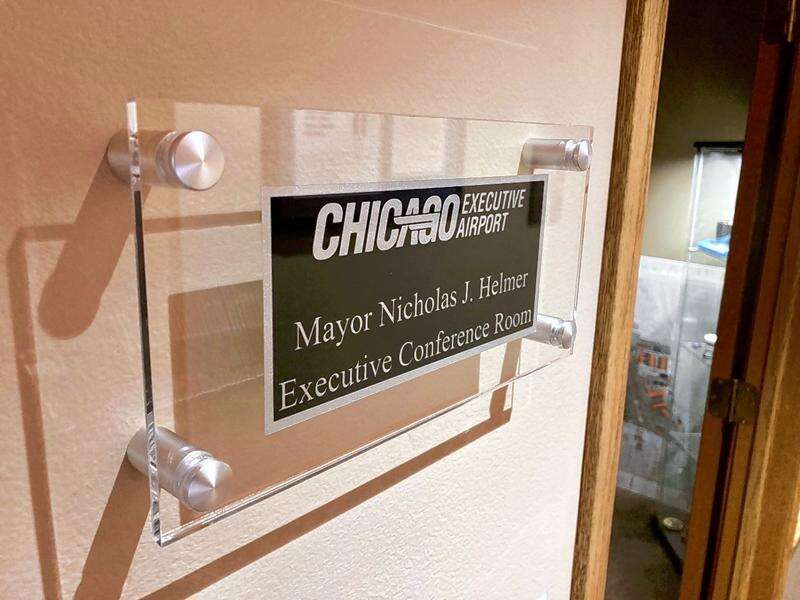 CHICAGO EXECUTIVE
AIRPORT
Mayor Nicholas J. Helmer
Executive Conference Room